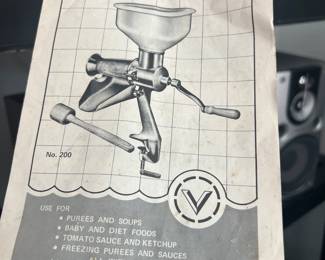 No. 200
V
USE FOR
• PUREES AND SOUPS
• BABY AND DIET FOODS
• TOMATO SAUCE AND KETCHUP
• FREEZING PUREES AND SAUCES